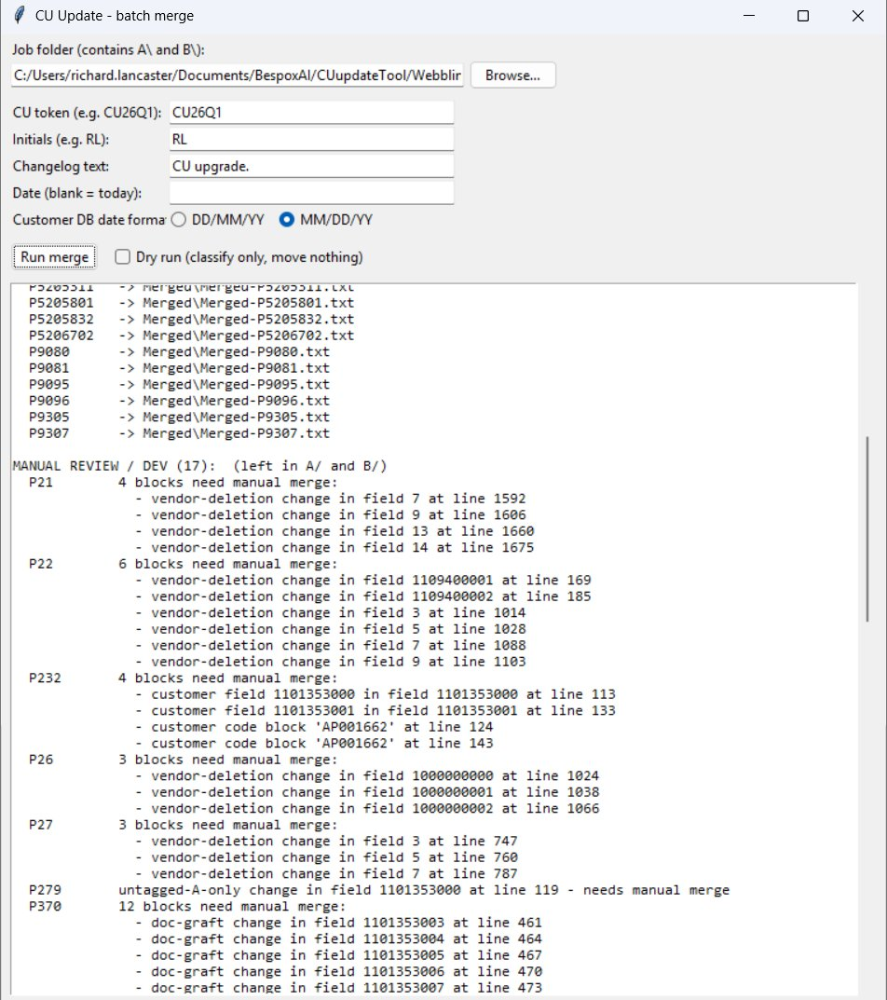 CU Update - batch merge
Job folder (contains A\ and B\):
C:/Users/richard.lancaster/Documents/BespoxAI/CUupdateTool/Webblin Browse...
CU token (e.g. CU26Q1): CU26Q1
Initials (e.g. RL): RL
Changelog text: CU upgrade.
Date (blank = today):
Customer DB date forma DD/MM/YY MM/DD/YY
Run merge Dry run (classify only, move nothing)
P5205311 -> Merged\Merged-P5205311.txt
P5205801 -> Merged\Merged-P5205801.txt
P5205832 -> Merged\Merged-P5205832.txt
P5206702 -> Merged\Merged-P5206702.txt
P9080 -> Merged\Merged-P9080.txt
P9081 -> Merged\Merged-P9081.txt
P9095 -> Merged\Merged-P9095.txt
P9096 -> Merged\Merged-P9096.txt
P9305 -> Merged\Merged-P9305.txt
P9307 -> Merged\Merged-P9307.txt
MANUAL REVIEW / DEV (17): (left in A/ and B/)
P21 4 blocks need manual merge:
- vendor-deletion change in field 7 at line 1592
- vendor-deletion change in field 9 at line 1606
- vendor-deletion change in field 13 at line 1660
- vendor-deletion change in field 14 at line 1675
P22 6 blocks need manual merge:
- vendor-deletion change in field 1109400001 at line 169
- vendor-deletion change in field 1109400002 at line 185
- vendor-deletion change in field 3 at line 1014
- vendor-deletion change in field 5 at line 1028
- vendor-deletion change in field 7 at line 1088
- vendor-deletion change in field 9 at line 1103
P232 4 blocks need manual merge:
- customer field 1101353000 in field 1101353000 at line 113
- customer field 1101353001 in field 1101353001 at line 133
- customer code block 'AP001662' at line 124
- customer code block 'AP001662' at line 143
P26 3 blocks need manual merge:
- vendor-deletion change in field 1000000000 at line 1024
- vendor-deletion change in field 1000000001 at line 1038
- vendor-deletion change in field 1000000002 at line 1066
P27 3 blocks need manual merge:
- vendor-deletion change in field 3 at line 747
- vendor-deletion change in field 5 at line 760
- vendor-deletion change in field 7 at line 787
P279 untagged-A-only change in field 1101353000 at line 119 - needs manual merge
P370 12 blocks need manual merge:
- doc-graft change in field 1101353003 at line 461
- doc-graft change in field 1101353004 at line 464
- doc-graft change in field 1101353005 at line 467
- doc-graft change in field 1101353006 at line 470
- doc-graft change in field 1101353007 at line 473